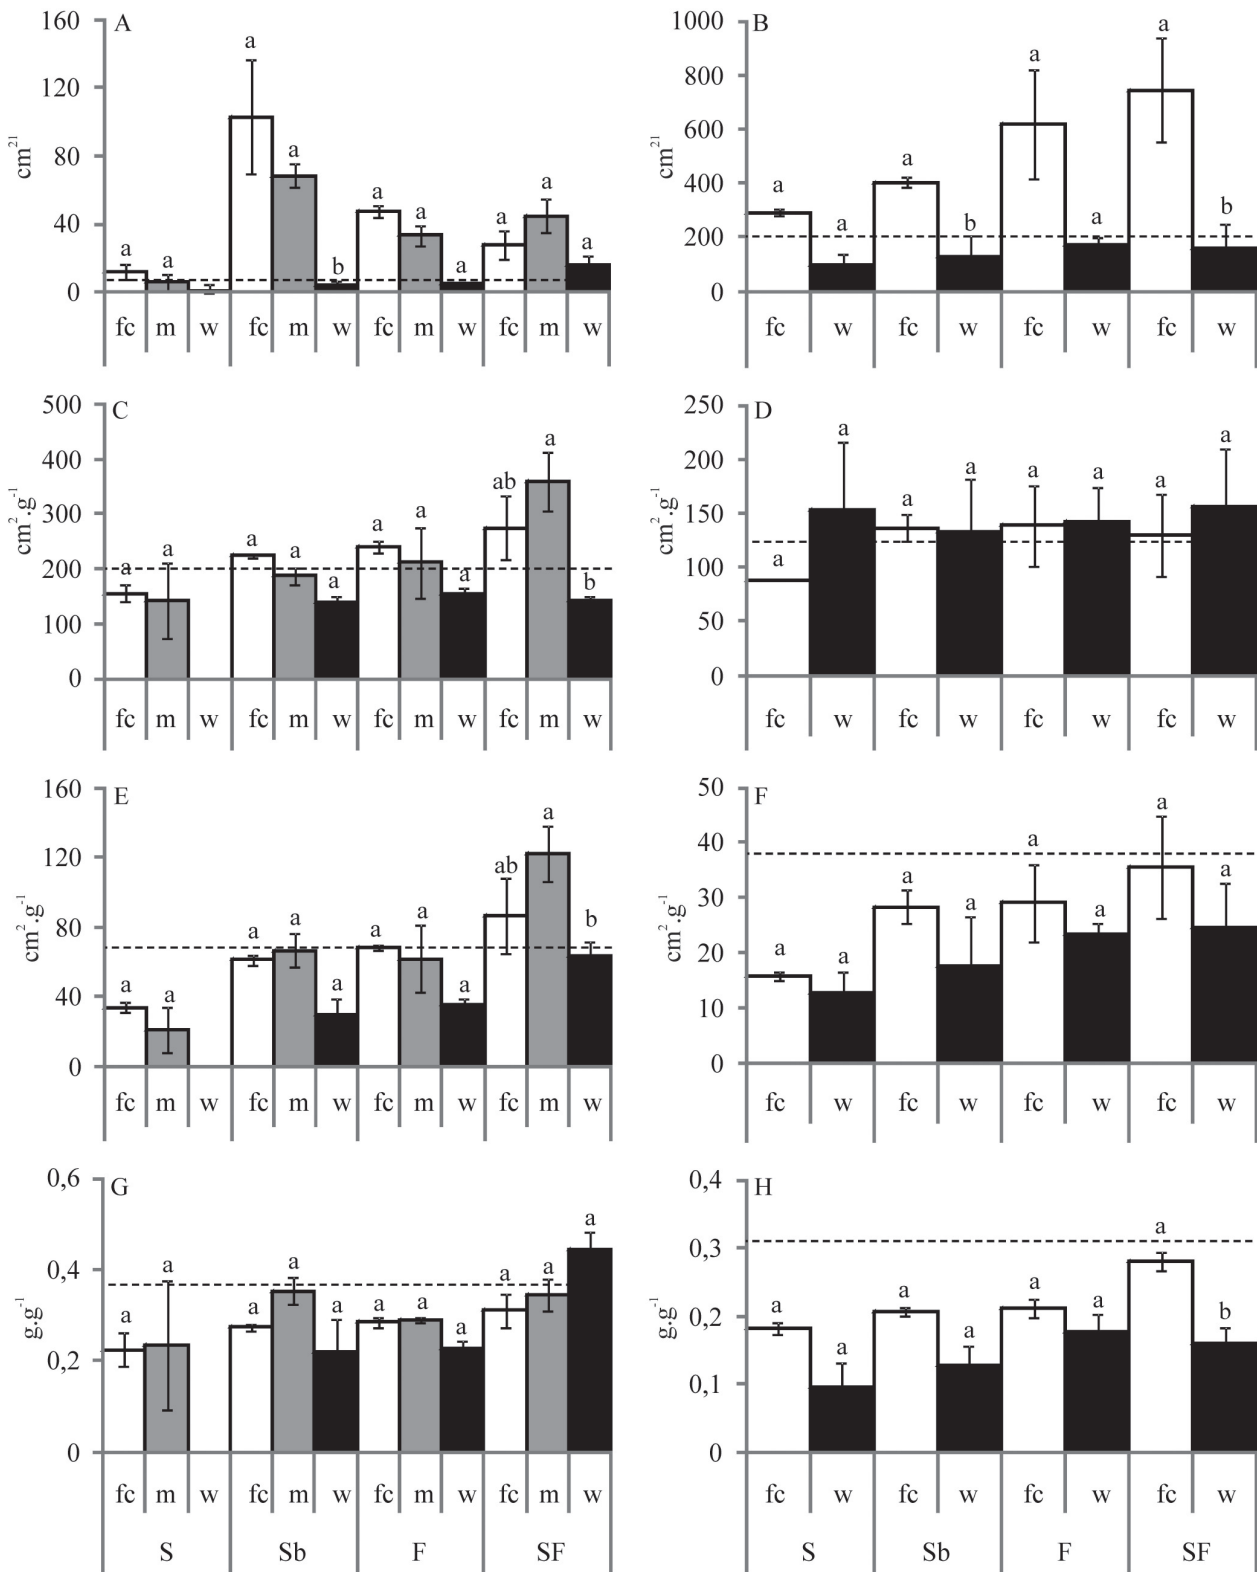 160 A
120
80
40
0
cm²¹
a a a a a b a a a a a a
fc m w fc m w fc m w fc m w
1000 B
800
600
400
200
0
cm²¹
a a a b a a a b
fc w fc w fc w fc w
500 C
400
300
200
100
0
cm².g⁻¹
a a a a a a a a ab a b
fc m w fc m w fc m w fc m w
250 D
200
150
100
50
0
cm².g⁻¹
a a a a a a a a
fc w fc w fc w fc w
160 E
120
80
40
0
cm².g⁻¹
a a a a a a a a ab a b
fc m w fc m w fc m w fc m w
50 F
40
30
20
10
0
cm².g⁻¹
a a a a a a a a
fc w fc w fc w fc w
0,6 G
0,4
0,2
0
g.g⁻¹
a a a a a a a a a a a
fc m w fc m w fc m w fc m w
S Sb F SF
0,4 H
0,3
0,2
0,1
0
g.g⁻¹
a a a a a a a b
fc w fc w fc w fc w
S Sb F SF